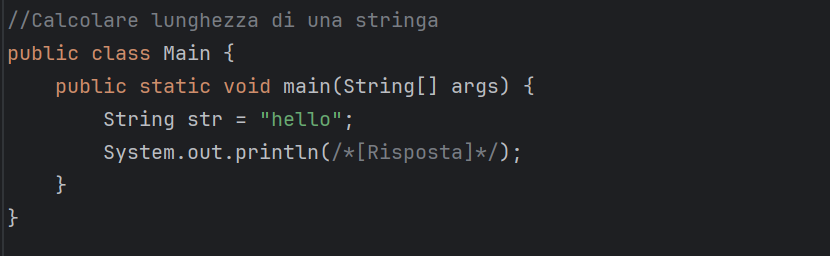 //Calcolare lunghezza di una stringa
public class Main {
    public static void main(String[] args) {
        String str = "hello";
        System.out.println(/*[Risposta]*/);
    }
}